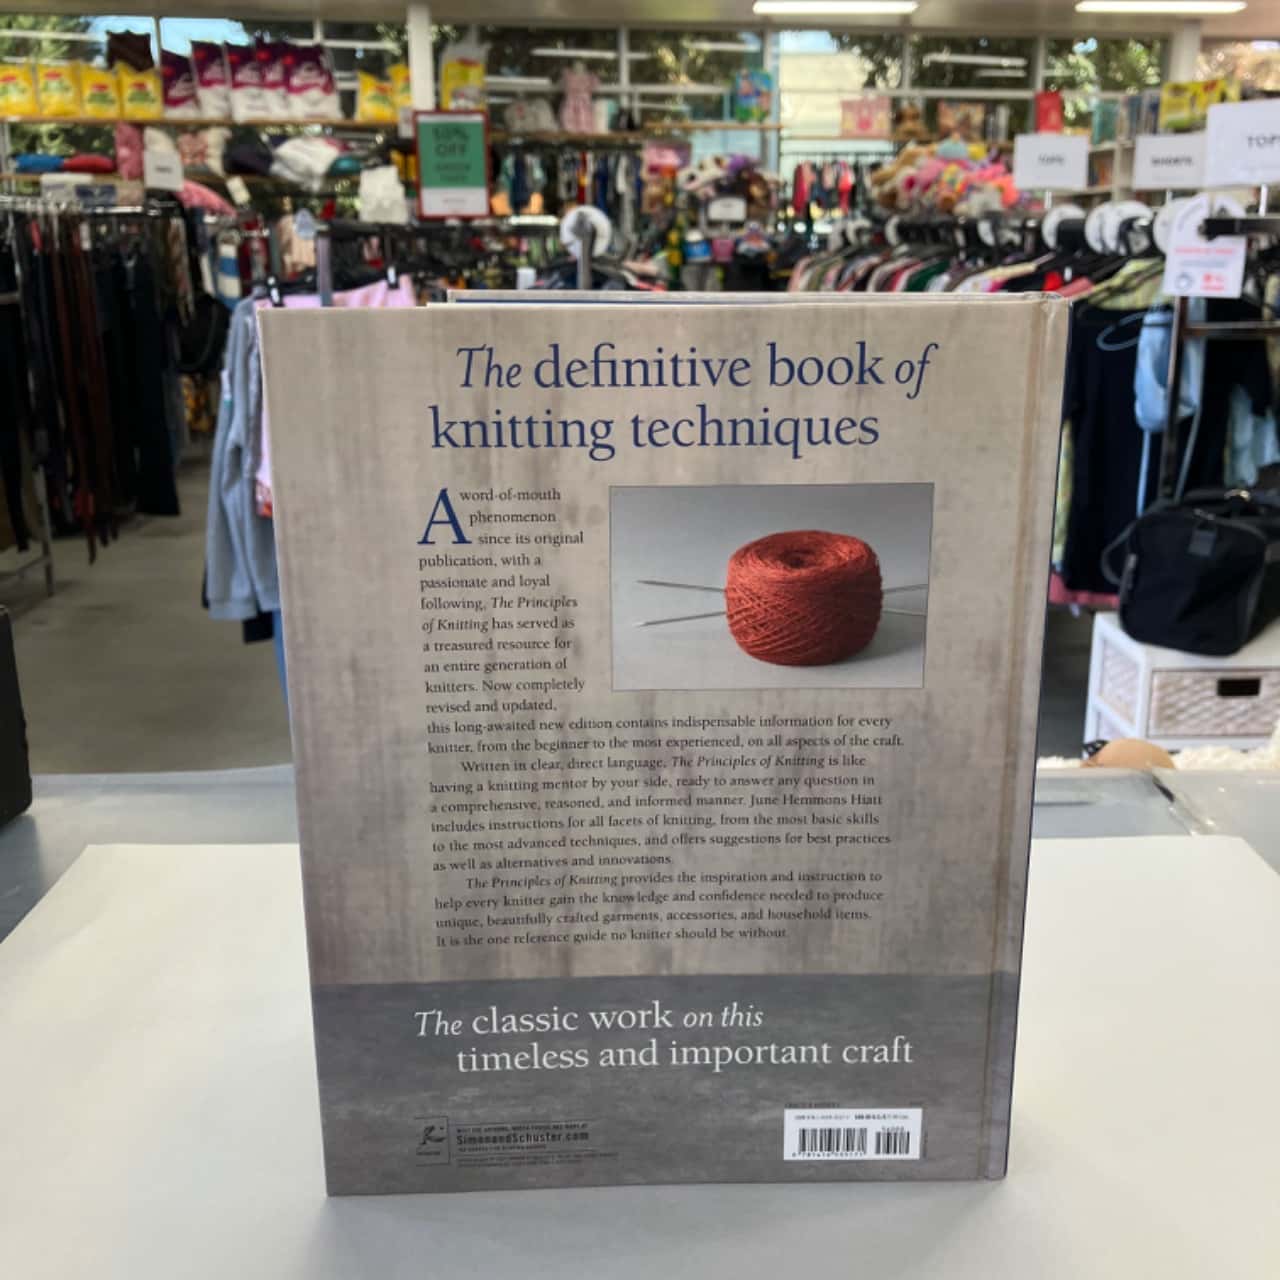 50%
OFF
TOPS
SHORTS
TOPS
The definitive book of
knitting techniques
A word-of-mouth
phenomenon
since its original
publication, with a
passionate and loyal
following, The Principles
of Knitting has served as
a treasured resource for
an entire generation of
knitters. Now completely
revised and updated,
this long-awaited new edition contains indispensable information for every
knitter, from the beginner to the most experienced, on all aspects of the craft.
Written in clear, direct language, The Principles of Knitting is like
having a knitting mentor by your side, ready to answer any question in
a comprehensive, reasoned, and informed manner. June Hemmons Hiatt
includes instructions for all facets of knitting, from the most basic skills
to the most advanced techniques, and offers suggestions for best practices
as well as alternatives and innovations.
The Principles of Knitting provides the inspiration and instruction to
help every knitter gain the knowledge and confidence needed to produce
unique, beautifully crafted garments, accessories, and household items.
It is the one reference guide no knitter should be without.
The classic work on this
timeless and important craft
SimonandSchuster.com